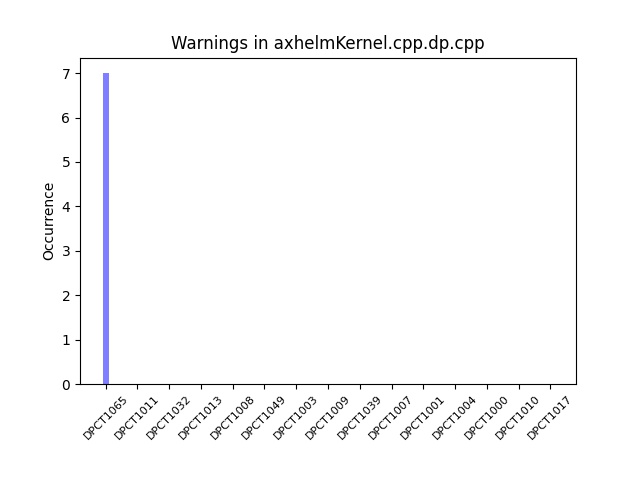 Warnings in axhelmKernel.cpp.dp.cpp
Occurrence
7
6
5
4
3
2
1
0
DPCT1065
DPCT1011
DPCT1032
DPCT1013
DPCT1008
DPCT1049
DPCT1003
DPCT1009
DPCT1039
DPCT1007
DPCT1001
DPCT1004
DPCT1000
DPCT1010
DPCT1017